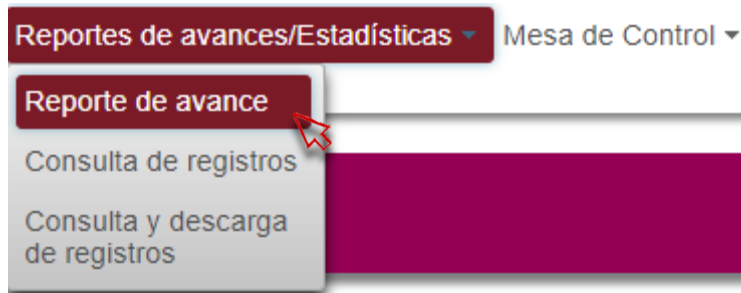 Reportes de avances/Estadísticas Mesa de Control
Reporte de avance
Consulta de registros
Consulta y descarga
de registros